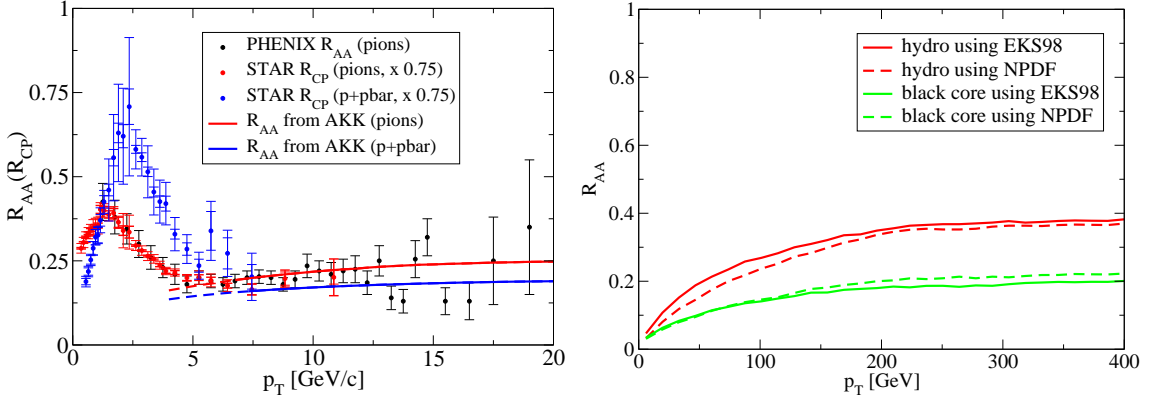 1
0.75
0.5
0.25
0
R_AA(R_CP)
PHENIX R_AA (pions)
STAR R_CP (pions, x 0.75)
STAR R_CP (p+pbar, x 0.75)
R_AA from AKK (pions)
R_AA from AKK (p+pbar)
0 5 10 15 20
p_T [GeV/c]
1
0.8
0.6
0.4
0.2
0
R_AA
hydro using EKS98
hydro using NPDF
black core using EKS98
black core using NPDF
0 100 200 300 400
p_T [GeV]